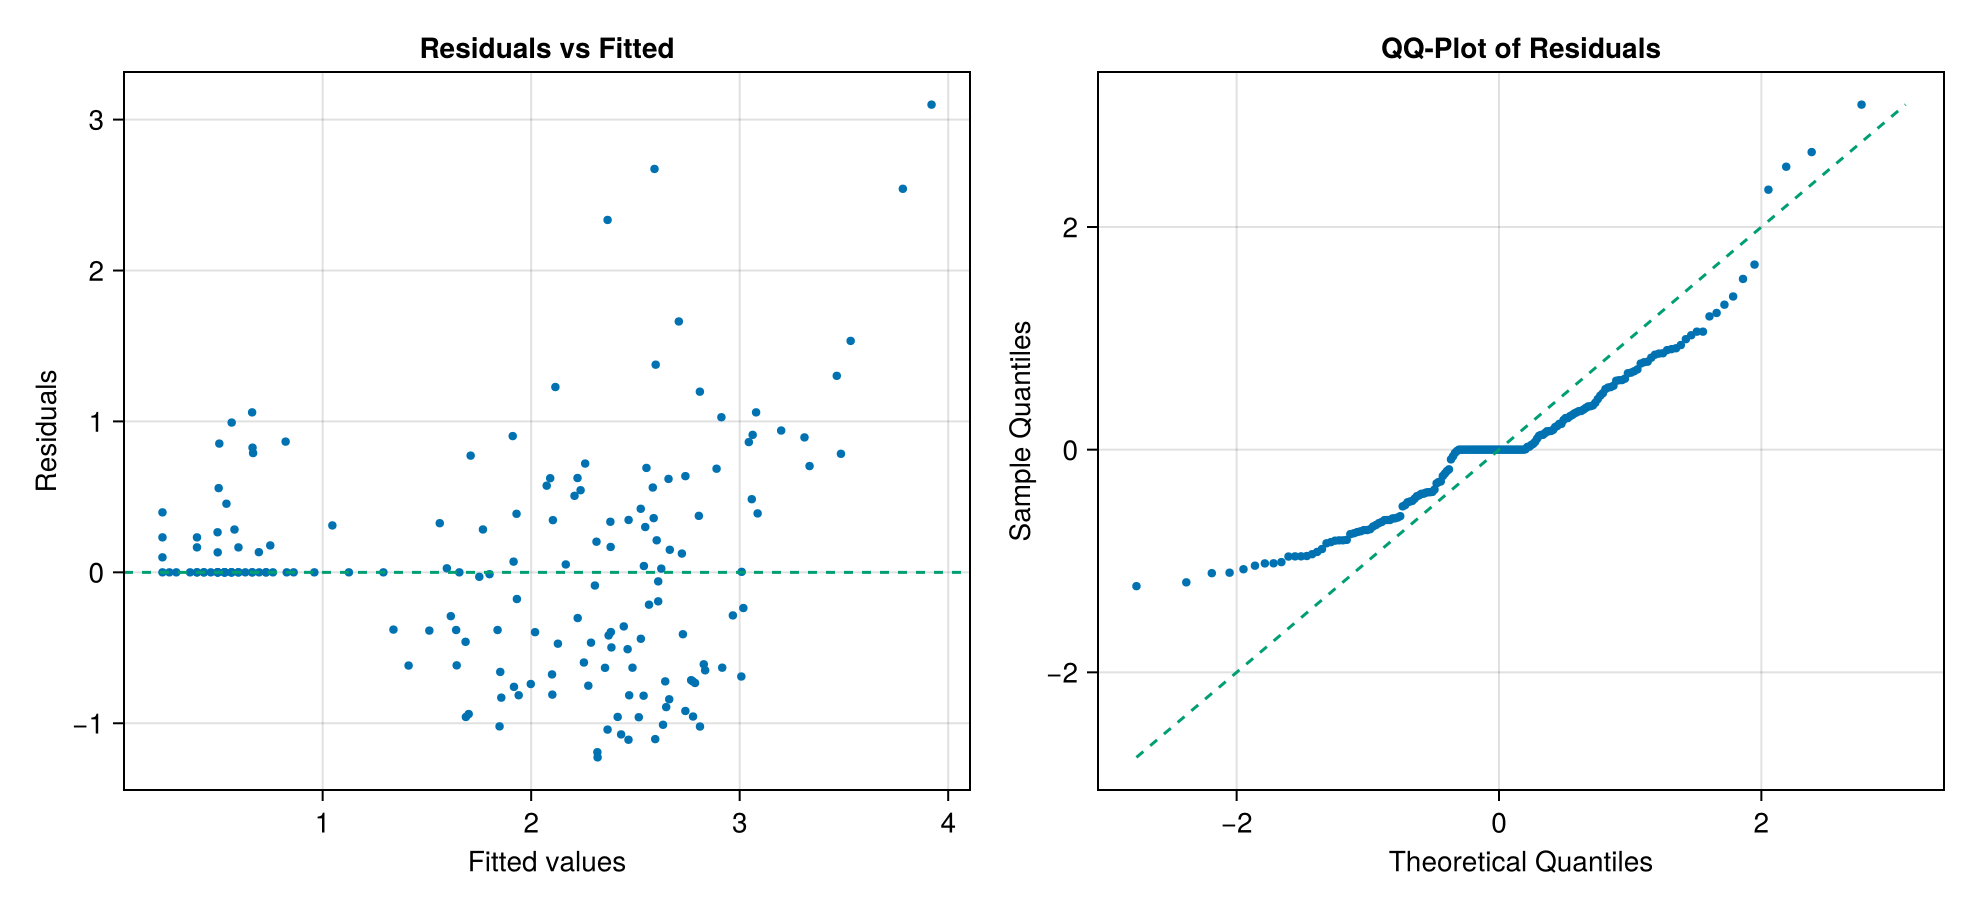 Residuals vs Fitted
3
2
1
0
−1
1
2
3
4
Residuals
Fitted values
QQ-Plot of Residuals
2
0
−2
−2
0
2
Sample Quantiles
Theoretical Quantiles